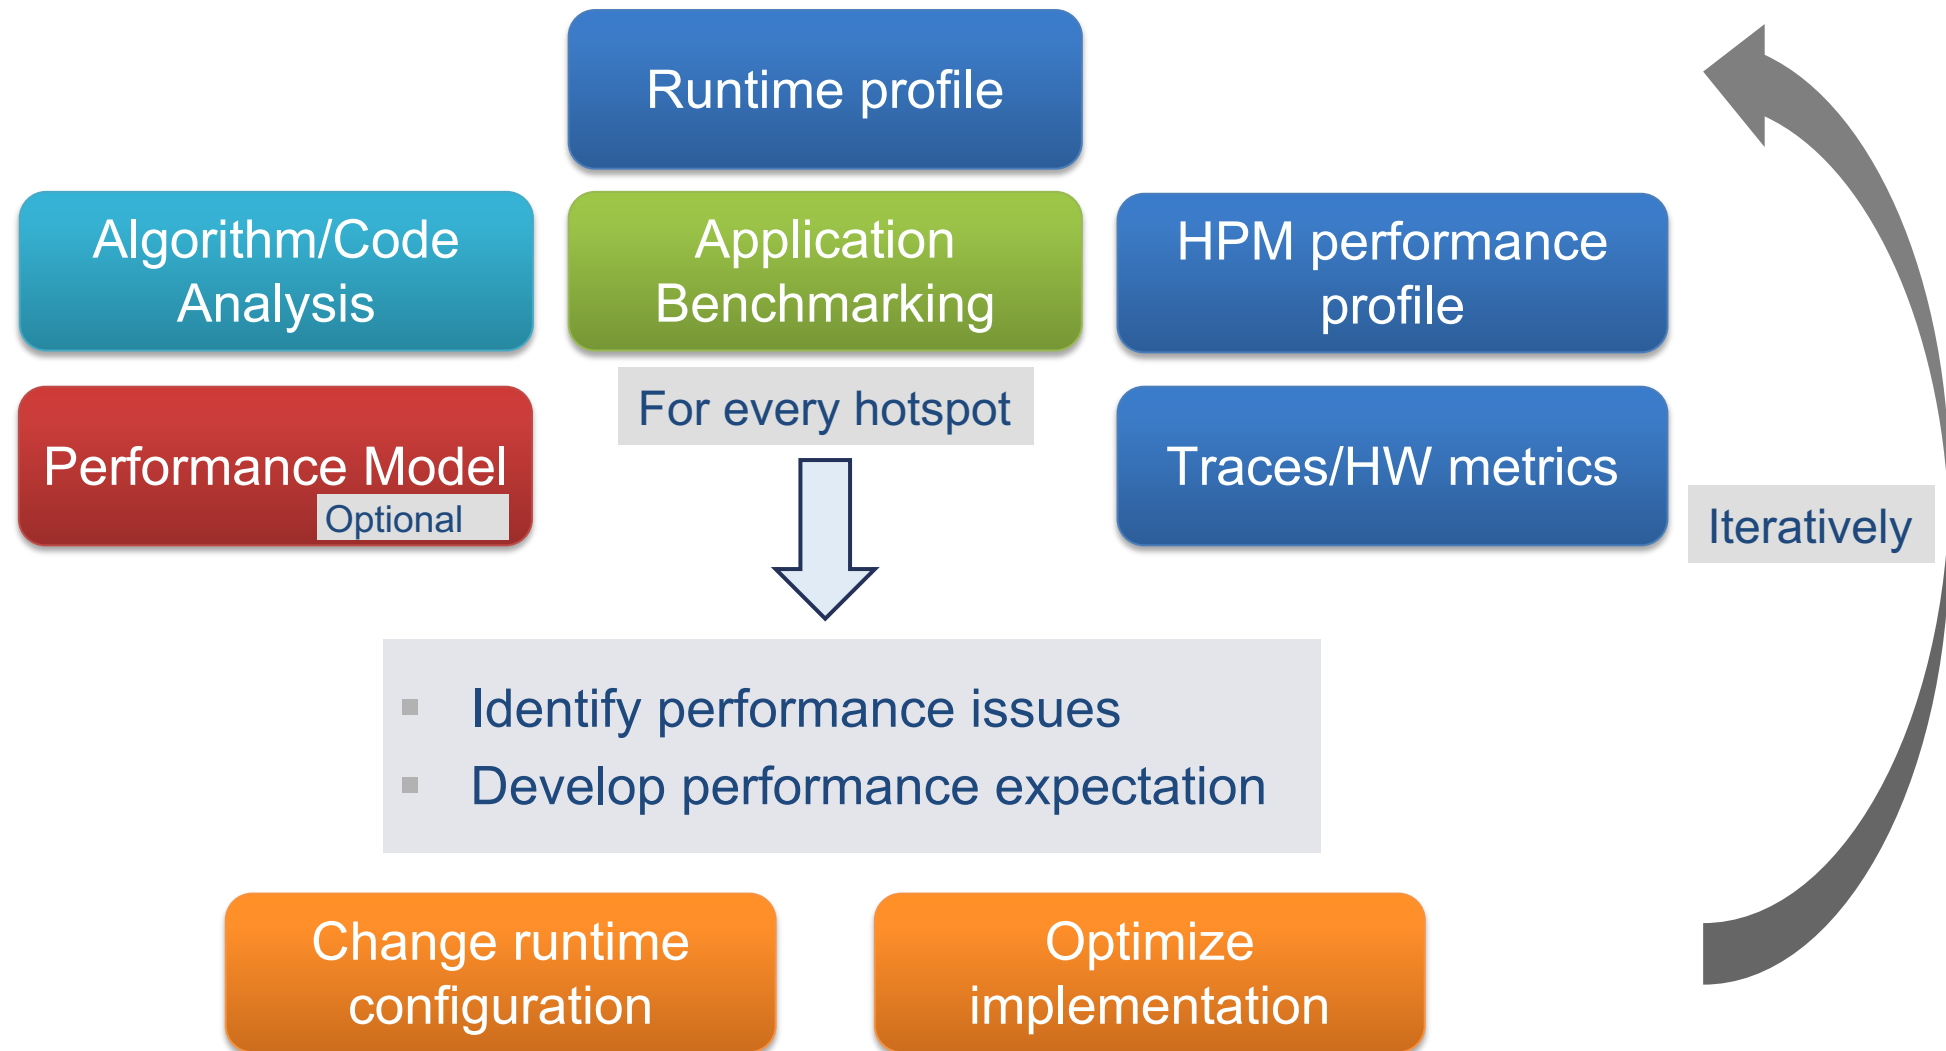 Runtime profile
Algorithm/Code
Analysis
Application
Benchmarking
HPM performance
profile
Performance Model
Optional
For every hotspot
Traces/HW metrics
Iteratively
Identify performance issues
Develop performance expectation
Change runtime
configuration
Optimize
implementation